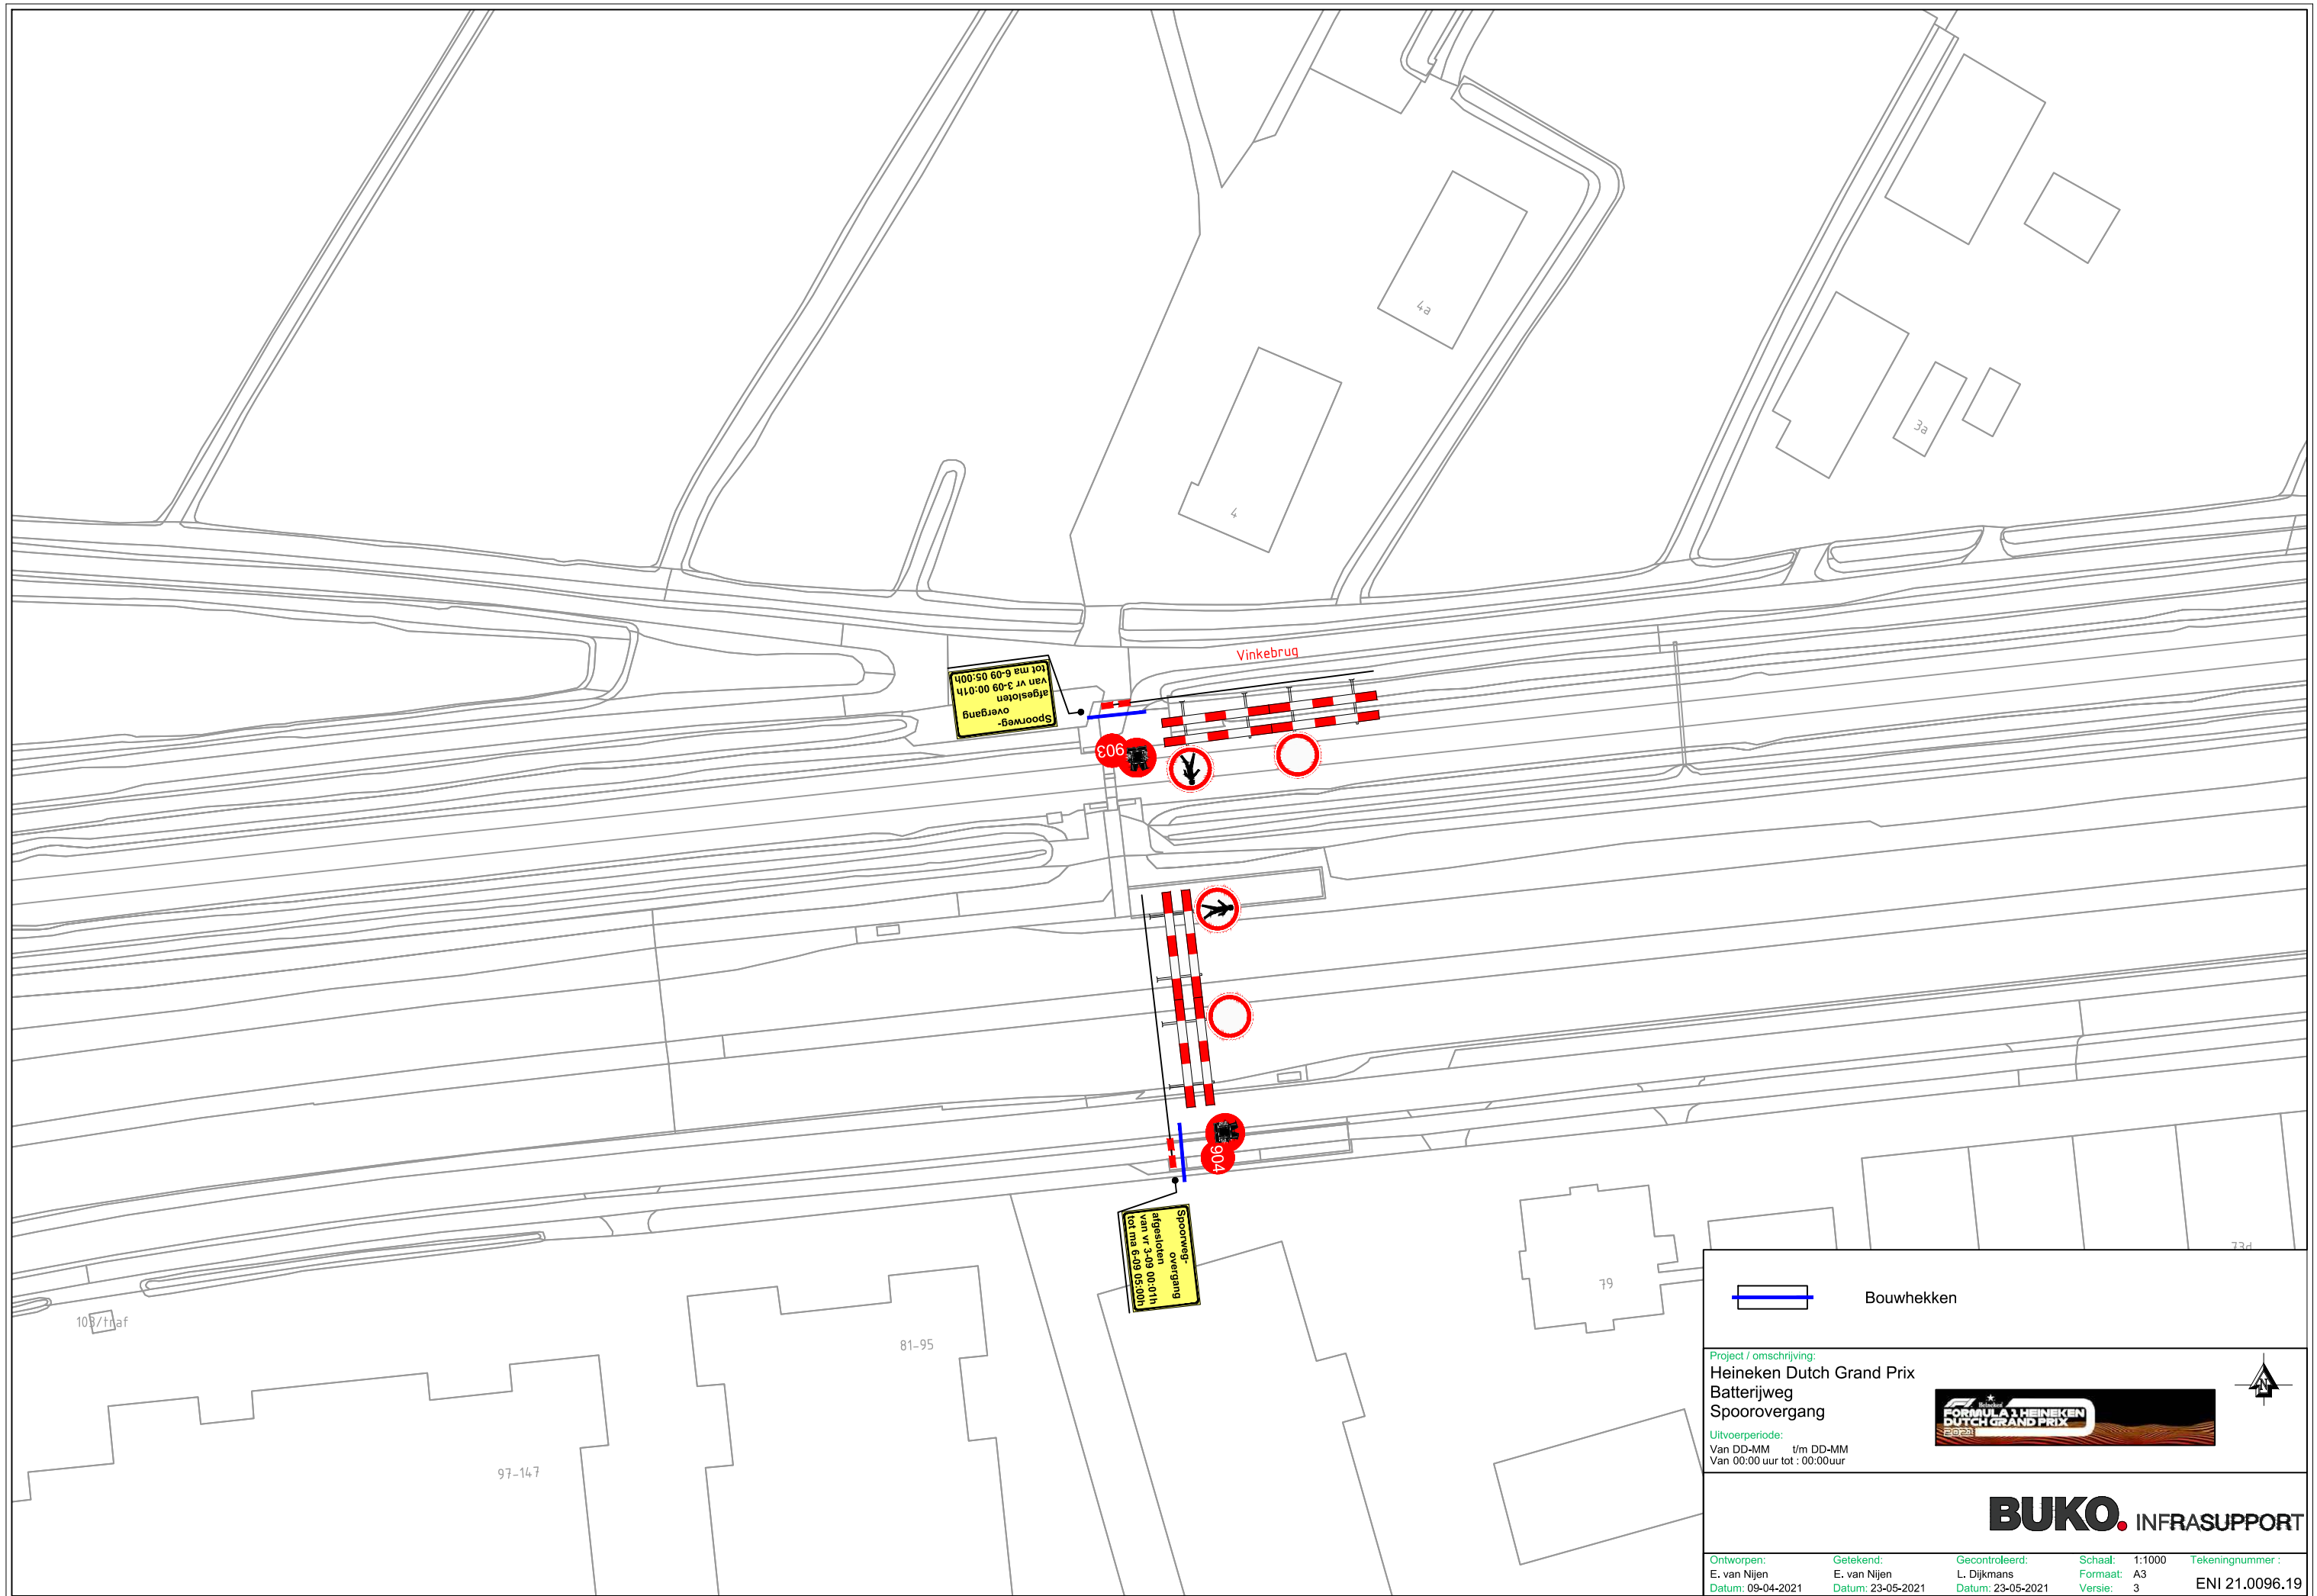 4a
3a
4
Vinkebrug
Spoorweg-
overgang
afgesloten
van vr 3-09 00:01h
tot ma 6-09 05:00h
903
904
Spoorweg-
overgang
afgesloten
van vr 3-09 00:01h
tot ma 6-09 05:00h
73d
79
103/traf
81-95
97-147
Bouwhekken
Project / omschrijving:
Heineken Dutch Grand Prix
Batterijweg
Spoorovergang
N
Heineken
FORMULA 1 HEINEKEN
DUTCH GRAND PRIX
2021
Uitvoerperiode:
Van DD-MM t/m DD-MM
Van 00:00 uur tot : 00:00uur
BUKO. INFRASUPPORT
Ontworpen: Getekend: Gecontroleerd: Schaal: 1:1000 Tekeningnummer :
E. van Nijen E. van Nijen L. Dijkmans Formaat: A3
Datum: 09-04-2021 Datum: 23-05-2021 Datum: 23-05-2021 Versie: 3 ENI 21.0096.19